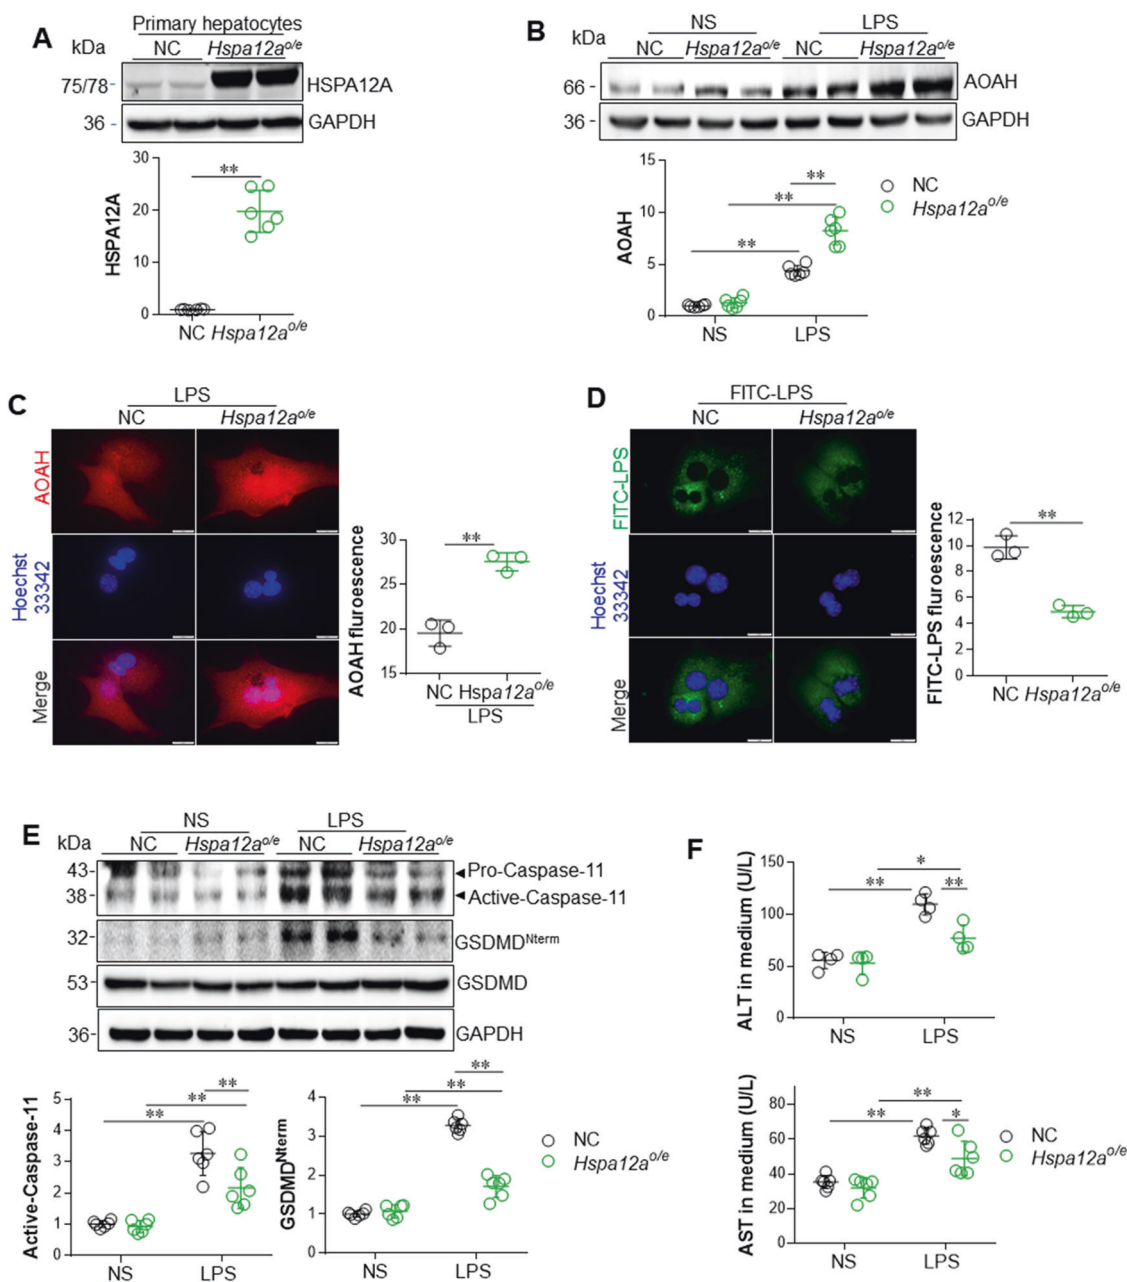 A
Primary hepatocytes
kDa
NC Hspa12a^o/e
75/78- HSPA12A
36 - GAPDH
HSPA12A
30
20
10
0
**
NC Hspa12a^o/e
B
NS LPS
kDa
NC Hspa12a^o/e NC Hspa12a^o/e
66 - AOAH
36 - GAPDH
AOAH
15
10
5
0
**
**
**
NS LPS
NC
Hspa12a^o/e
C
LPS
NC Hspa12a^o/e
AOAH
Hoechst
33342
Merge
AOAH fluroescence
30
25
20
15
**
NC Hspa12a^o/e
LPS
D
FITC-LPS
NC Hspa12a^o/e
FITC-LPS
Hoechst
33342
Merge
FITC-LPS fluroescence
12
10
8
6
4
2
0
**
NC Hspa12a^o/e
E
NS LPS
kDa
NC Hspa12a^o/e NC Hspa12a^o/e
43- Pro-Caspase-11
38- Active-Caspase-11
32- GSDMD^Nterm
53- GSDMD
36- GAPDH
Active-Caspase-11
5
4
3
2
1
0
**
**
**
NS LPS
GSDMD^Nterm
4
3
2
1
0
**
**
**
NS LPS
NC
Hspa12a^o/e
F
ALT in medium (U/L)
150
100
50
0
*
**
**
NS LPS
AST in medium (U/L)
80
60
40
20
0
**
**
*
NS LPS
NC
Hspa12a^o/e